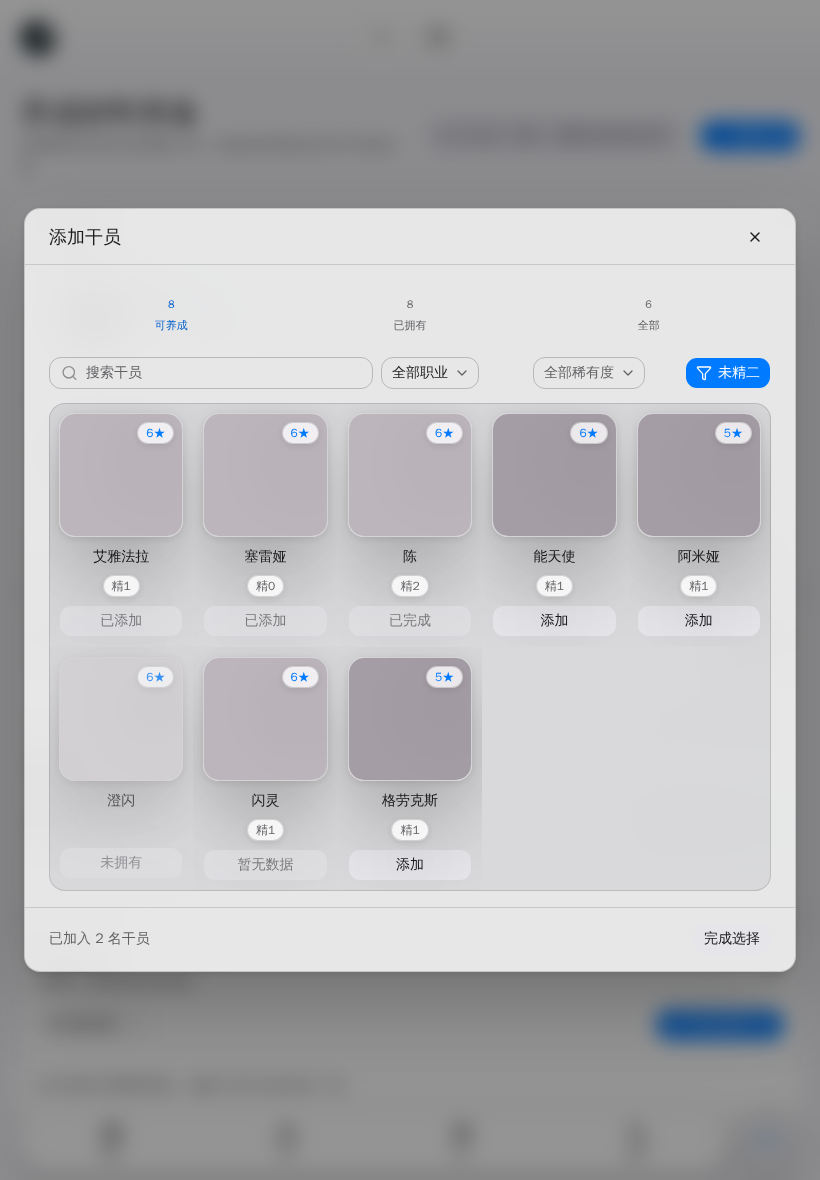 添加干员
8 8 6
可养成 已拥有 全部
搜索干员 全部职业 全部稀有度 未精二
6★ 6★ 6★ 6★ 5★
艾雅法拉 塞雷娅 陈 能天使 阿米娅
精1 精0 精2 精1 精1
已添加 已添加 已完成 添加 添加
6★ 6★ 5★
澄闪 闪灵 格劳克斯
精1 精1
未拥有 暂无数据 添加
已加入 2 名干员 完成选择